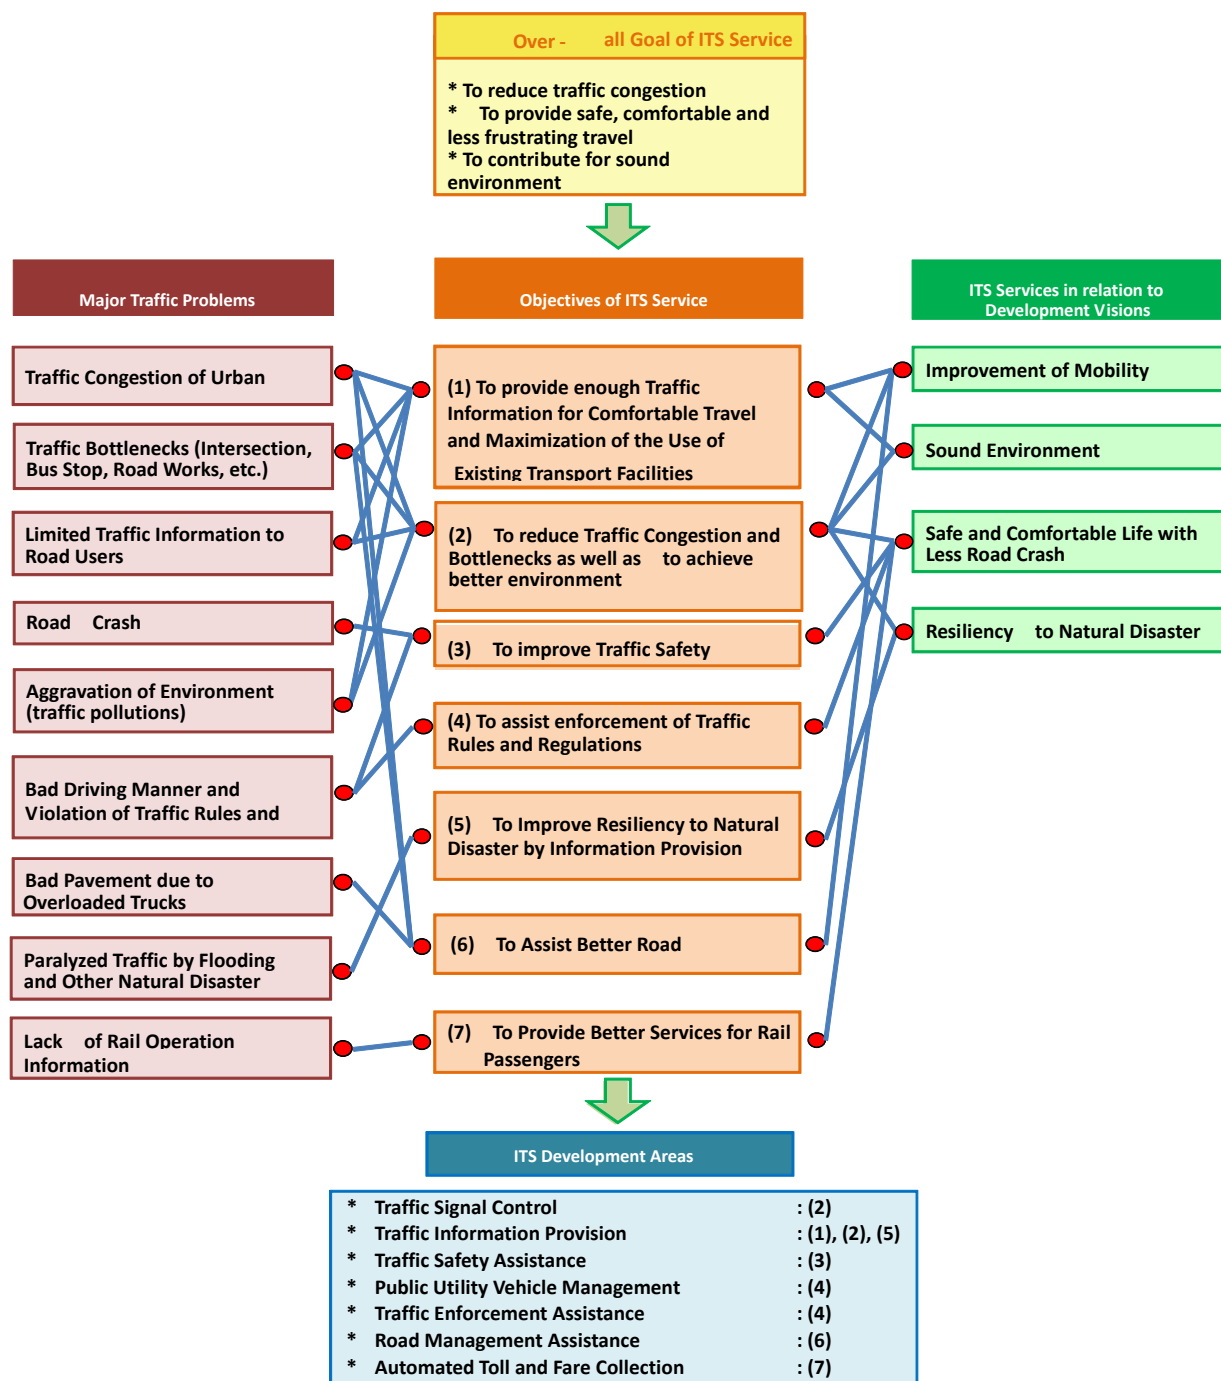 Over - all Goal of ITS Service
* To reduce traffic congestion
* To provide safe, comfortable and
less frustrating travel
* To contribute for sound
environment
Major Traffic Problems
Traffic Congestion of Urban
Traffic Bottlenecks (Intersection,
Bus Stop, Road Works, etc.)
Limited Traffic Information to
Road Users
Road Crash
Aggravation of Environment
(traffic pollutions)
Bad Driving Manner and
Violation of Traffic Rules and
Bad Pavement due to
Overloaded Trucks
Paralyzed Traffic by Flooding
and Other Natural Disaster
Lack of Rail Operation
Information
Objectives of ITS Service
(1) To provide enough Traffic
Information for Comfortable Travel
and Maximization of the Use of
Existing Transport Facilities
(2) To reduce Traffic Congestion and
Bottlenecks as well as to achieve
better environment
(3) To improve Traffic Safety
(4) To assist enforcement of Traffic
Rules and Regulations
(5) To Improve Resiliency to Natural
Disaster by Information Provision
(6) To Assist Better Road
(7) To Provide Better Services for Rail
Passengers
ITS Services in relation to
Development Visions
Improvement of Mobility
Sound Environment
Safe and Comfortable Life with
Less Road Crash
Resiliency to Natural Disaster
ITS Development Areas
* Traffic Signal Control : (2)
* Traffic Information Provision : (1), (2), (5)
* Traffic Safety Assistance : (3)
* Public Utility Vehicle Management : (4)
* Traffic Enforcement Assistance : (4)
* Road Management Assistance : (6)
* Automated Toll and Fare Collection : (7)